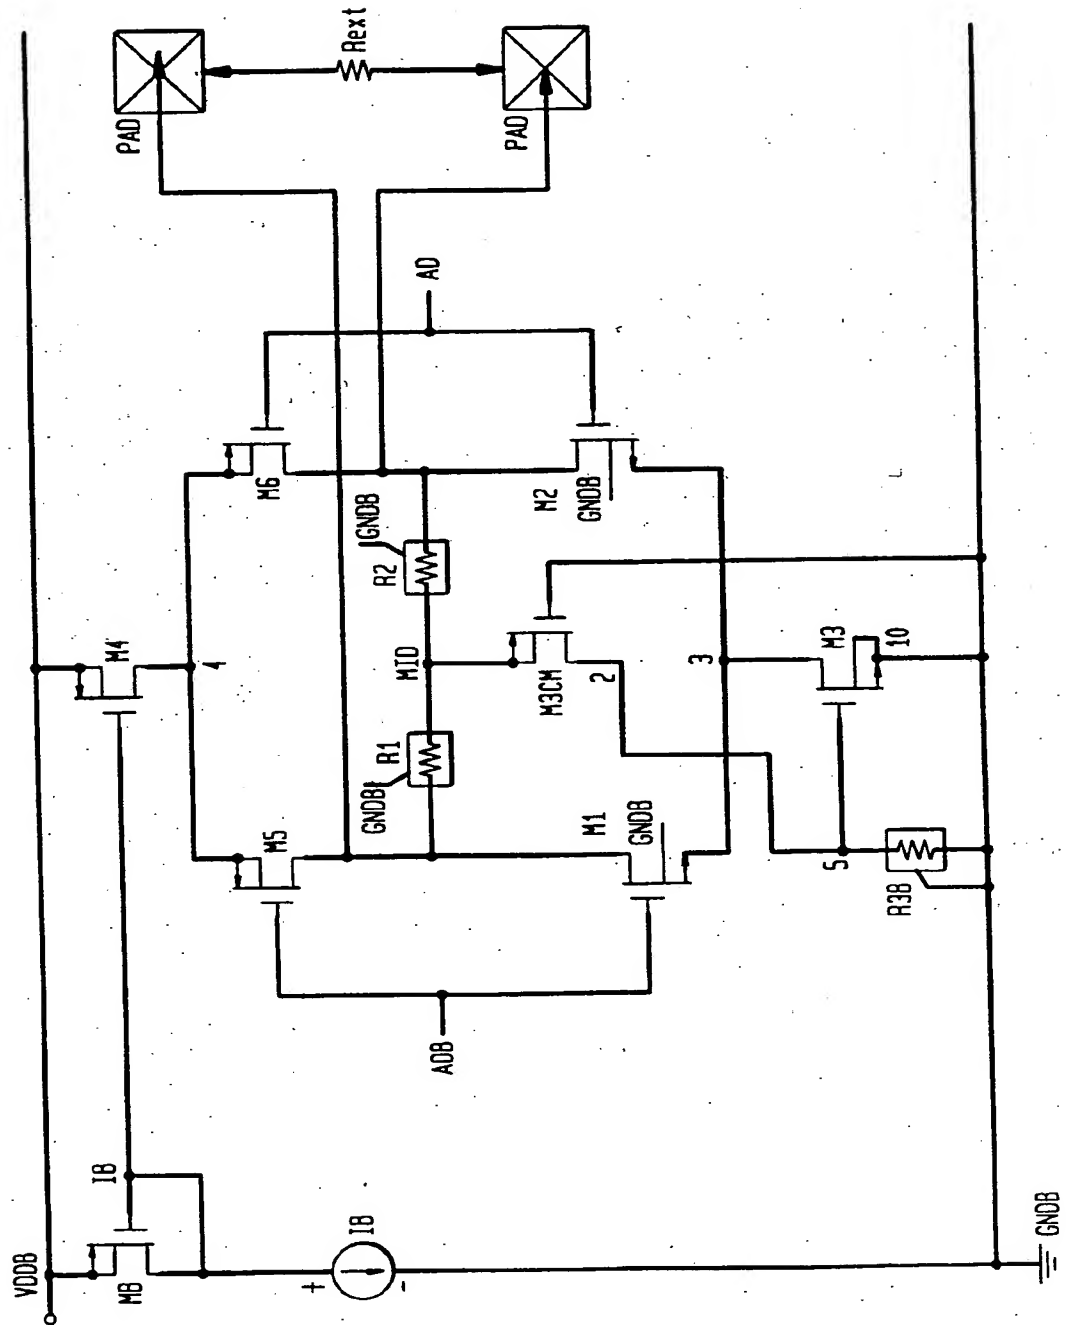 VDDB
MB
IB
IB
+
-
GNDB
M4
4
M5
M6
ADB
AD
GNDB
R1
MID
R2
GNDB
M3CM
2
M1
GNDB
M2
GNDB
3
M3
10
5
R3B
PAD
Rext
PAD